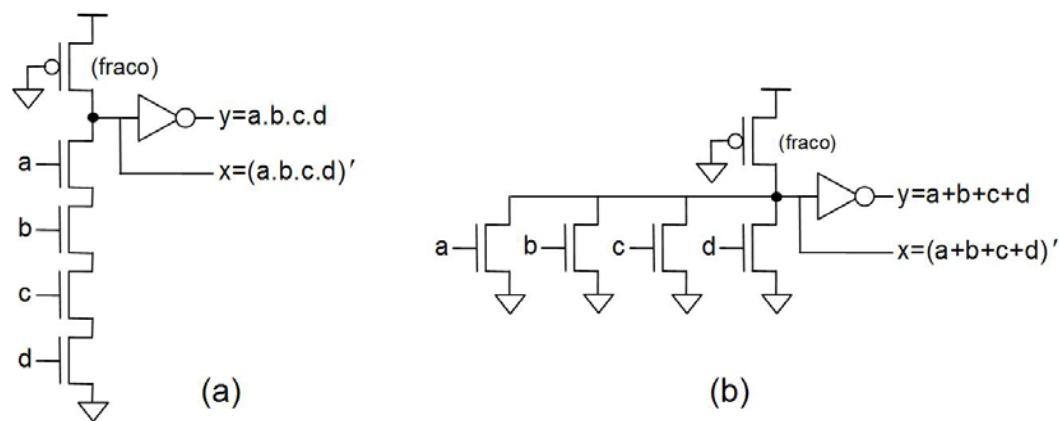 (fraco)
y=a.b.c.d
a
x=(a.b.c.d)′
b
c
d
(a)
(fraco)
y=a+b+c+d
a
b
c
d
x=(a+b+c+d)′
(b)